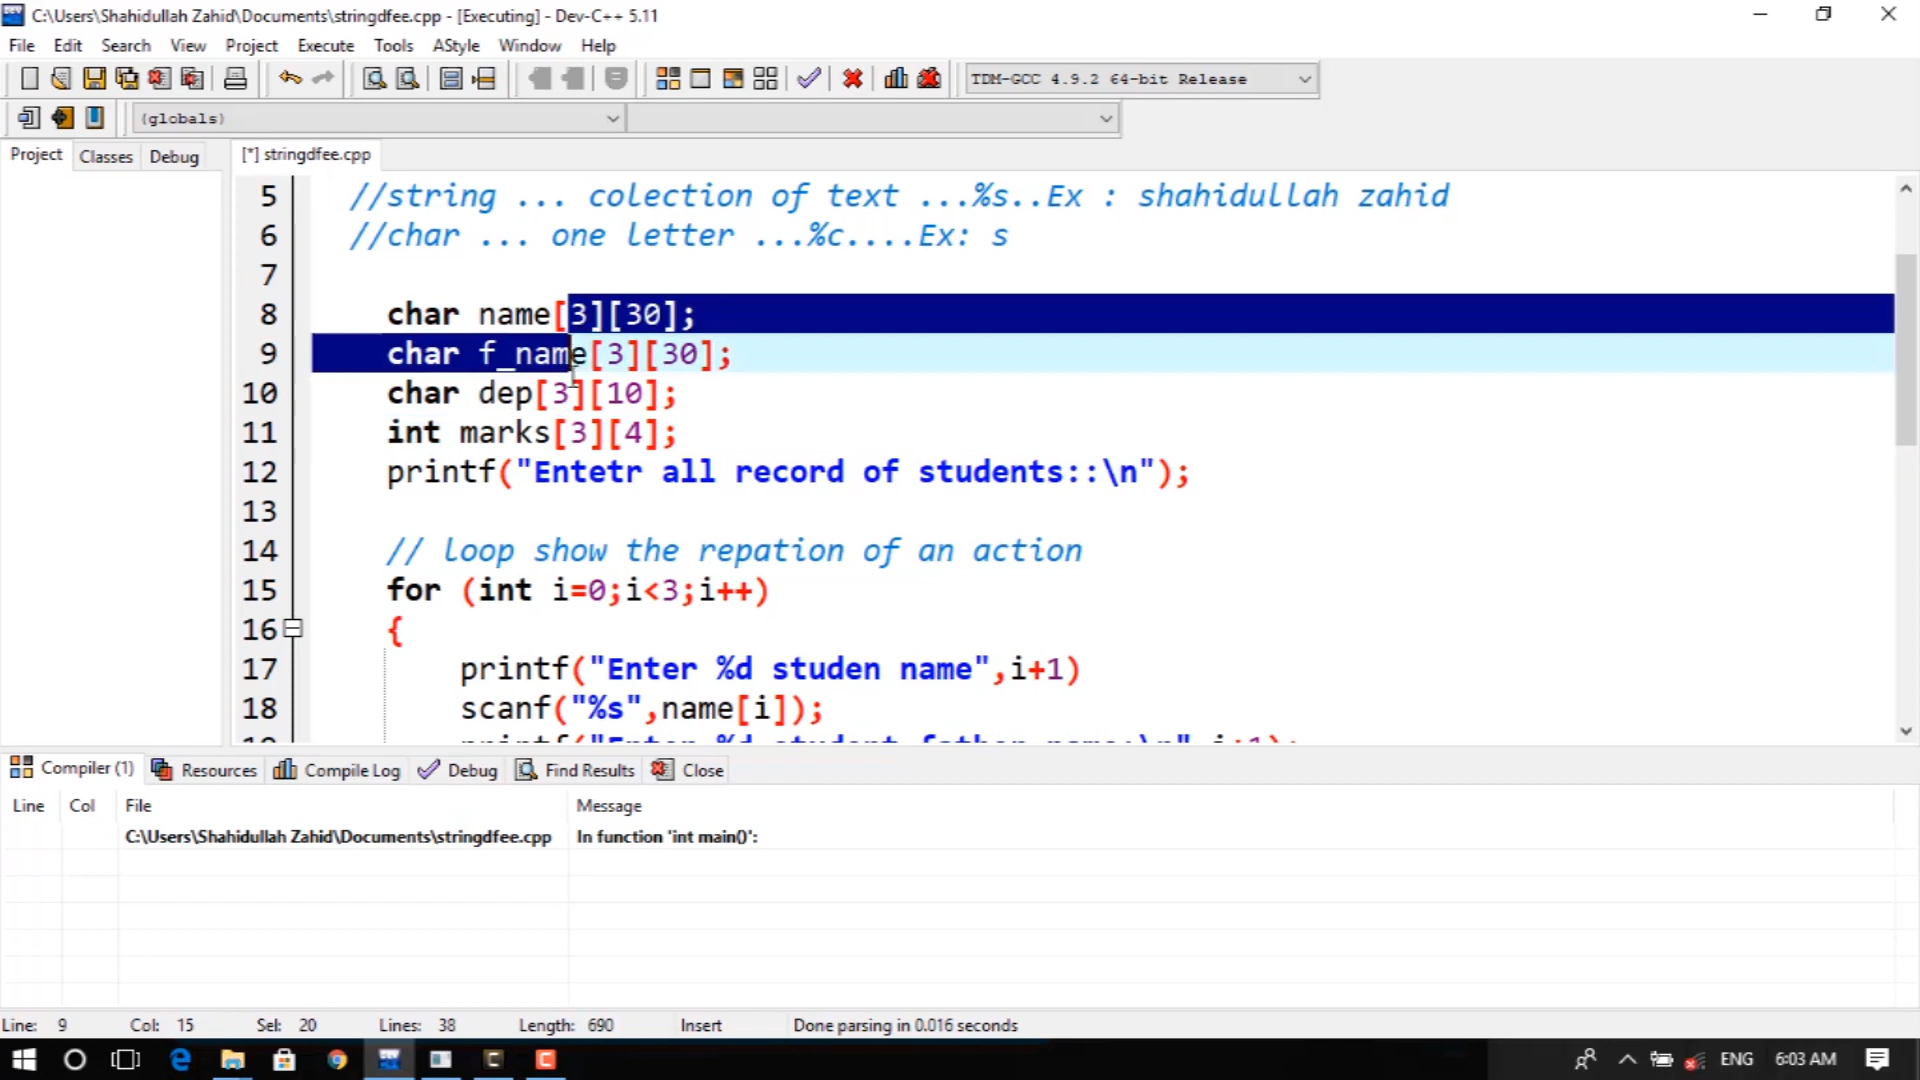 C:\Users\Shahidullah Zahid\Documents\stringdfee.cpp - [Executing] - Dev-C++ 5.11
File Edit Search View Project Execute Tools AStyle Window Help
TDM-GCC 4.9.2 64-bit Release
(globals)
Project Classes Debug [*] stringdfee.cpp
5 //string ... colection of text ...%s..Ex : shahidullah zahid
6 //char ... one letter ...%c....Ex: s
7
8 char name[3][30];
9 char f_name[3][30];
10 char dep[3][10];
11 int marks[3][4];
12 printf("Entetr all record of students::\n");
13
14 // loop show the repation of an action
15 for (int i=0;i<3;i++)
16 {
17 printf("Enter %d studen name",i+1)
18 scanf("%s",name[i]);
19 printf("Enter %d student father name:\n",i+1);
Compiler (1) Resources Compile Log Debug Find Results Close
Line Col File Message
C:\Users\Shahidullah Zahid\Documents\stringdfee.cpp In function 'int main()':
Line: 9 Col: 15 Sel: 20 Lines: 38 Length: 690 Insert Done parsing in 0.016 seconds
ENG 6:03 AM